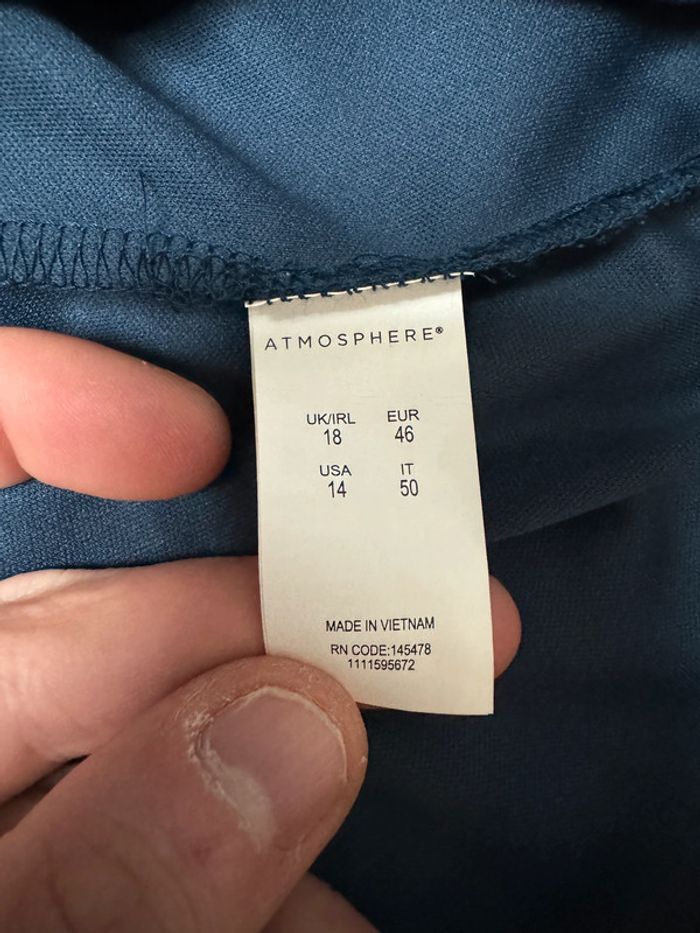 ATMOSPHERE®
UK/IRL EUR
18 46
USA IT
14 50
MADE IN VIETNAM
RN CODE:145478
1111595672